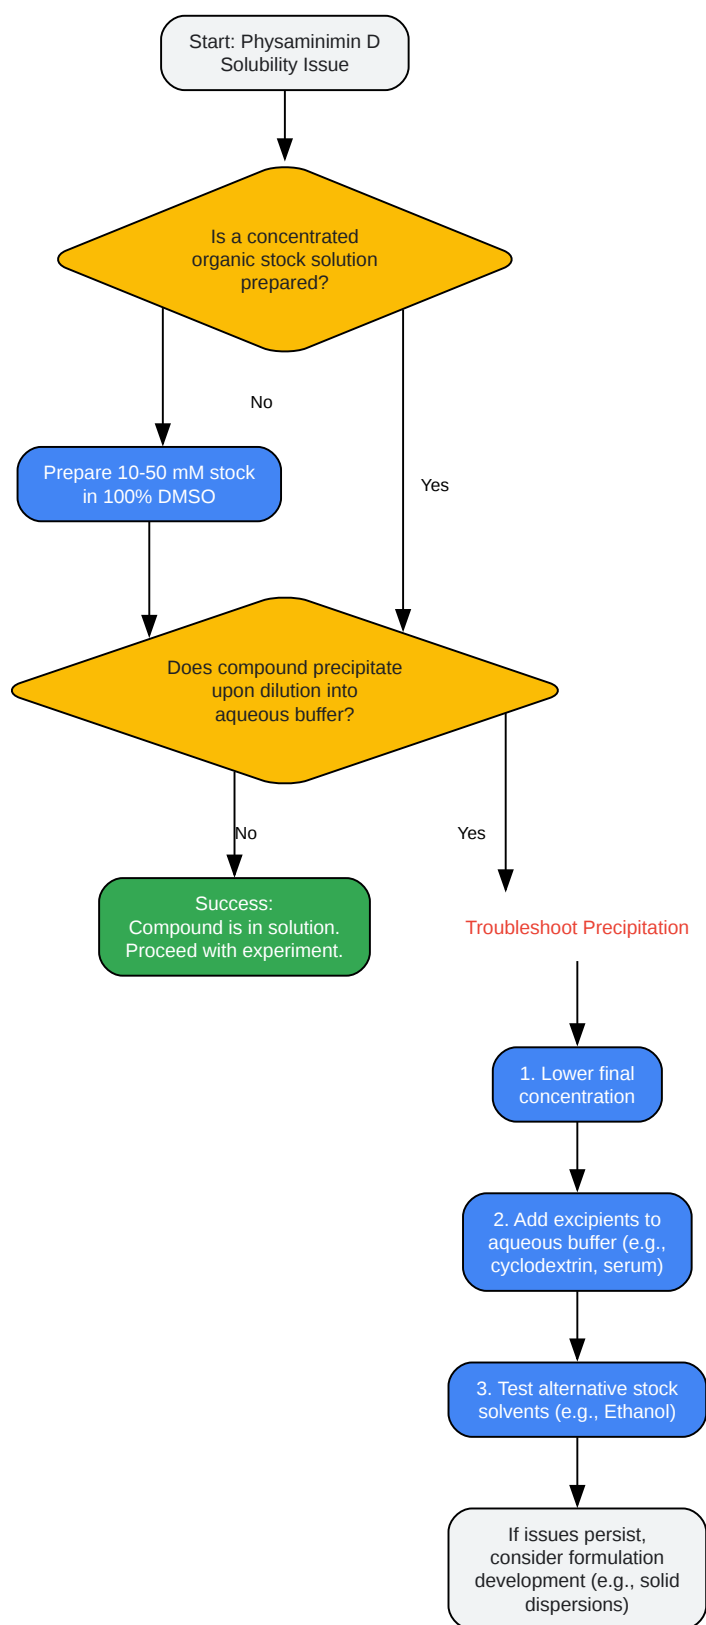 Start: Physaminimin D
Solubility Issue
Is a concentrated
organic stock solution
prepared?
No
Yes
Prepare 10-50 mM stock
in 100% DMSO
Does compound precipitate
upon dilution into
aqueous buffer?
No
Yes
Success:
Compound is in solution.
Proceed with experiment.
Troubleshoot Precipitation
1. Lower final
concentration
2. Add excipients to
aqueous buffer (e.g.,
cyclodextrin, serum)
3. Test alternative stock
solvents (e.g., Ethanol)
If issues persist,
consider formulation
development (e.g., solid
dispersions)